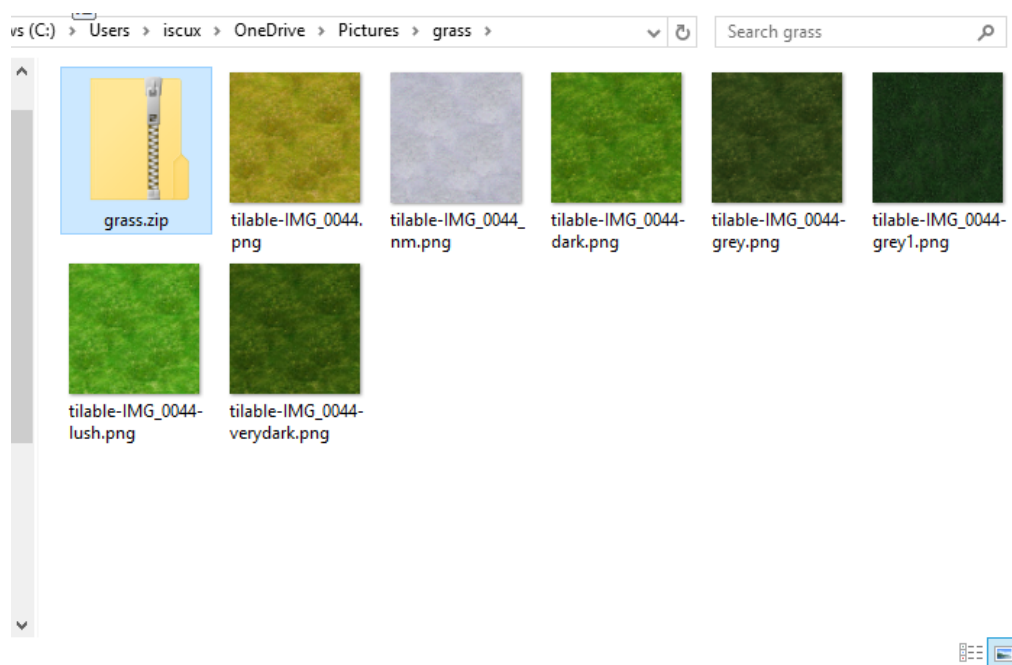 vs (C:) > Users > iscux > OneDrive > Pictures > grass >
Search grass
grass.zip
tilable-IMG_0044.
png
tilable-IMG_0044_
nm.png
tilable-IMG_0044-
dark.png
tilable-IMG_0044-
grey.png
tilable-IMG_0044-
grey1.png
tilable-IMG_0044-
lush.png
tilable-IMG_0044-
verydark.png